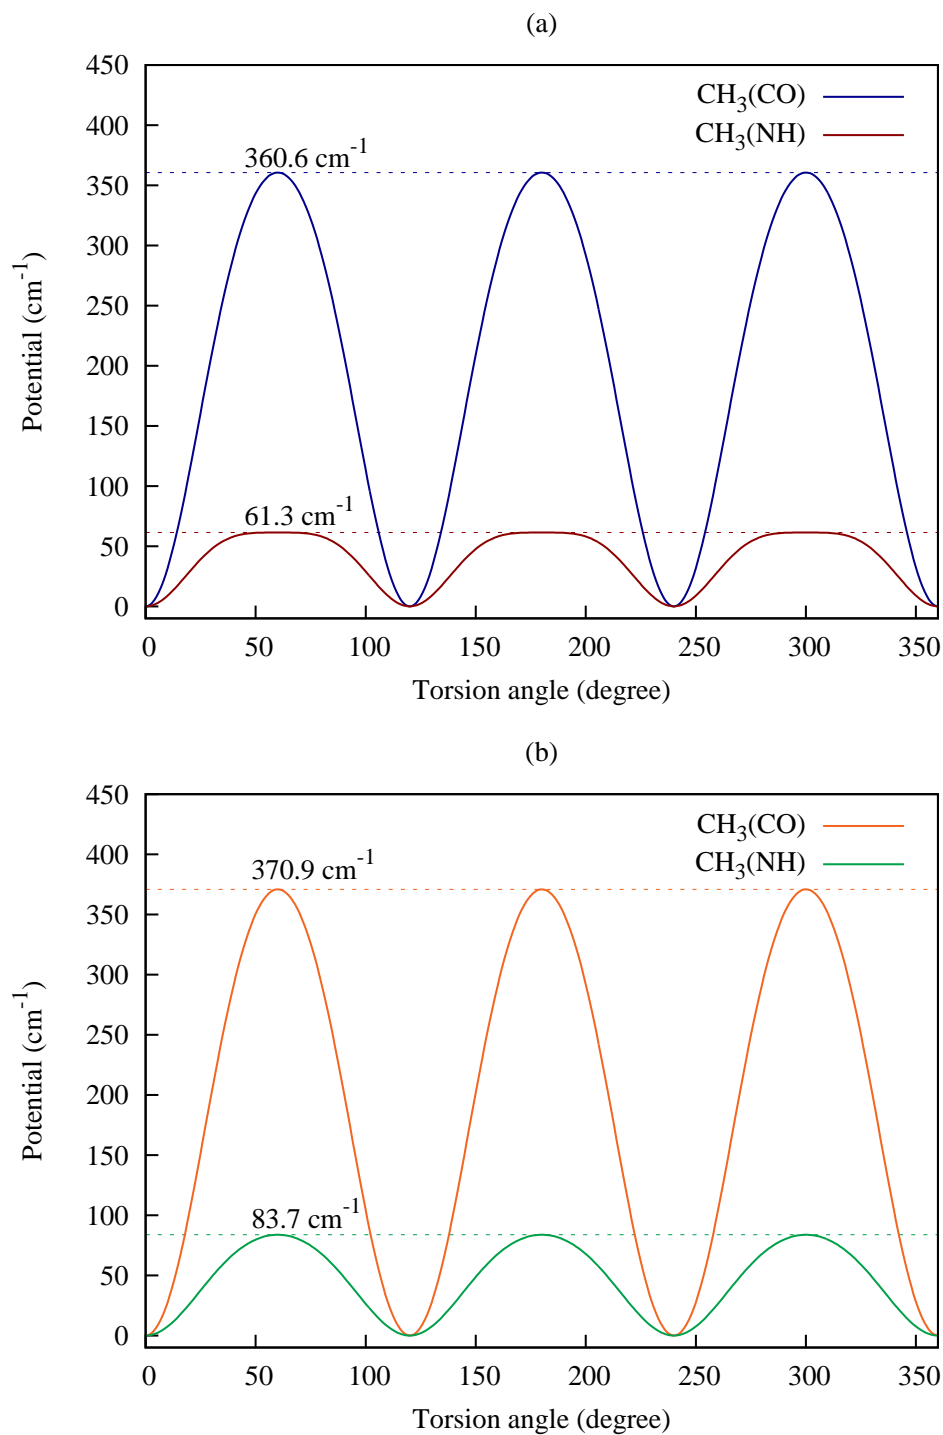 (a)
450
CH₃(CO)
400
CH₃(NH)
360.6 cm⁻¹
350
300
250
200
150
100
61.3 cm⁻¹
50
0
Potential (cm⁻¹)
0 50 100 150 200 250 300 350
Torsion angle (degree)
(b)
450
CH₃(CO)
400
CH₃(NH)
370.9 cm⁻¹
350
300
250
200
150
100
83.7 cm⁻¹
50
0
Potential (cm⁻¹)
0 50 100 150 200 250 300 350
Torsion angle (degree)